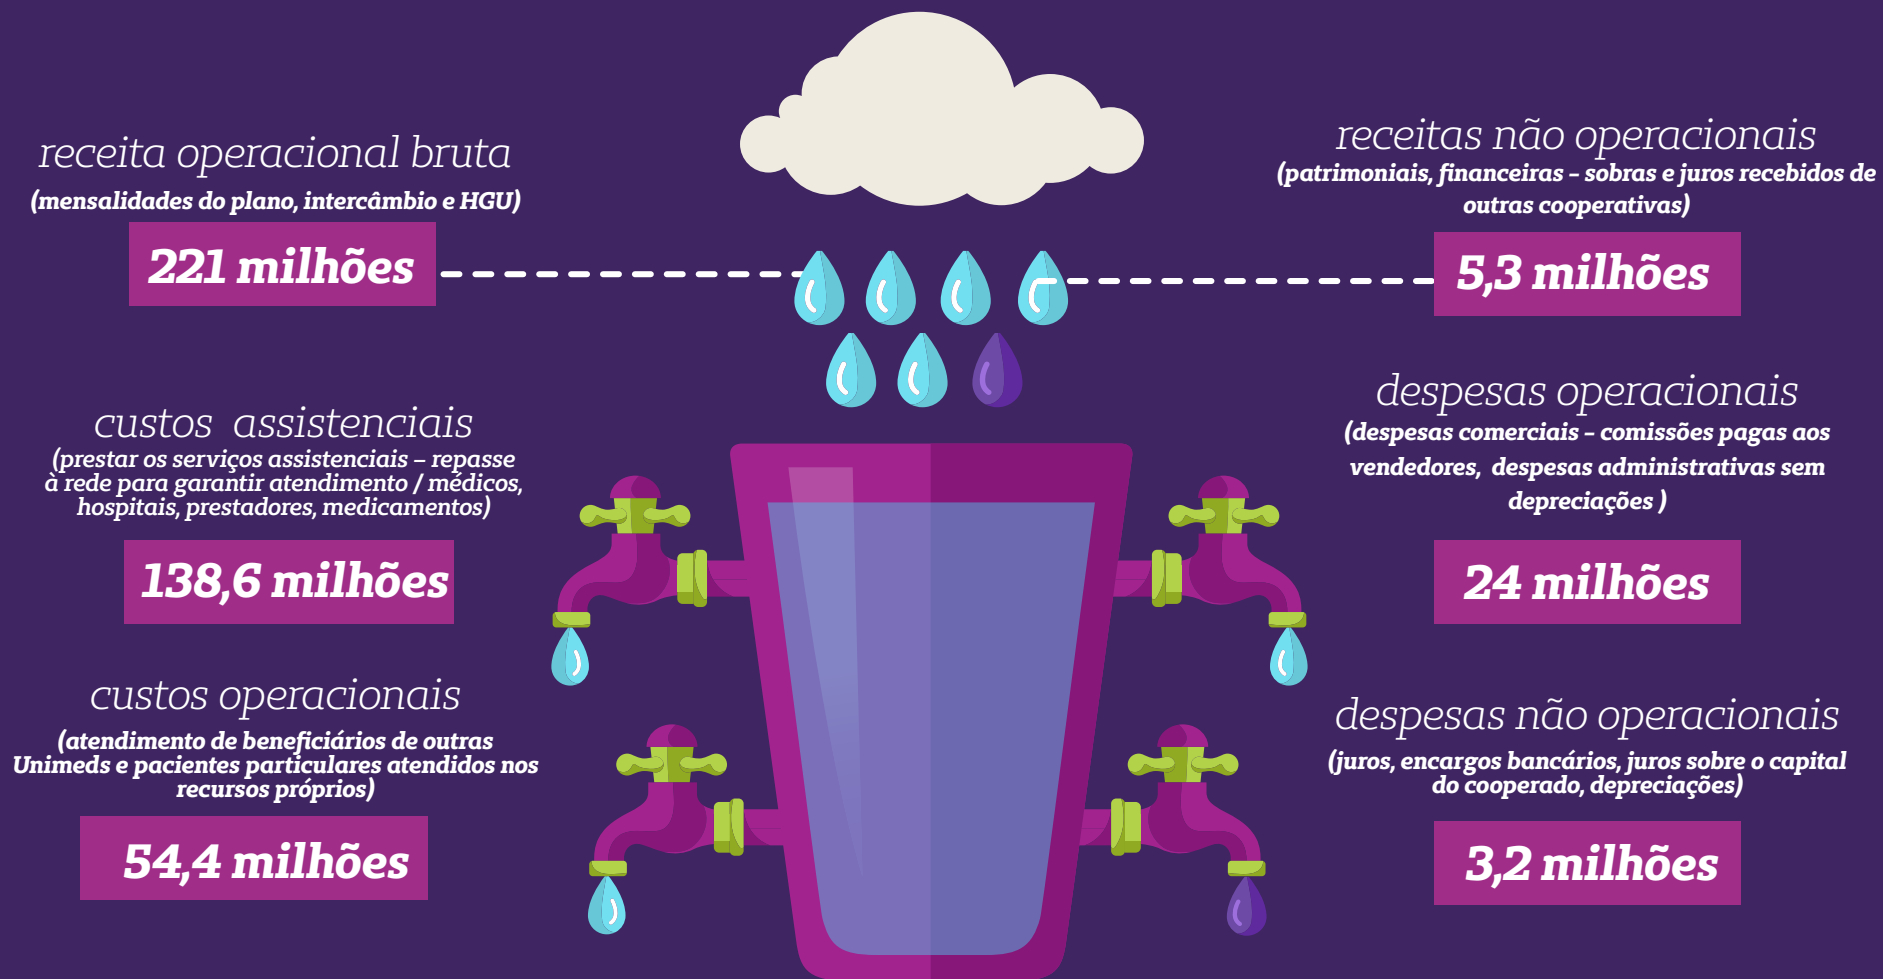 receita operacional bruta
(mensalidades do plano, intercâmbio e HGU)
221 milhões
receitas não operacionais
(patrimoniais, financeiras – sobras e juros recebidos de
outras cooperativas)
5,3 milhões
custos assistenciais
(prestar os serviços assistenciais – repasse
à rede para garantir atendimento / médicos,
hospitais, prestadores, medicamentos)
138,6 milhões
despesas operacionais
(despesas comerciais – comissões pagas aos
vendedores, despesas administrativas sem
depreciações )
24 milhões
custos operacionais
(atendimento de beneficiários de outras
Unimeds e pacientes particulares atendidos nos
recursos próprios)
54,4 milhões
despesas não operacionais
(juros, encargos bancários, juros sobre o capital
do cooperado, depreciações)
3,2 milhões